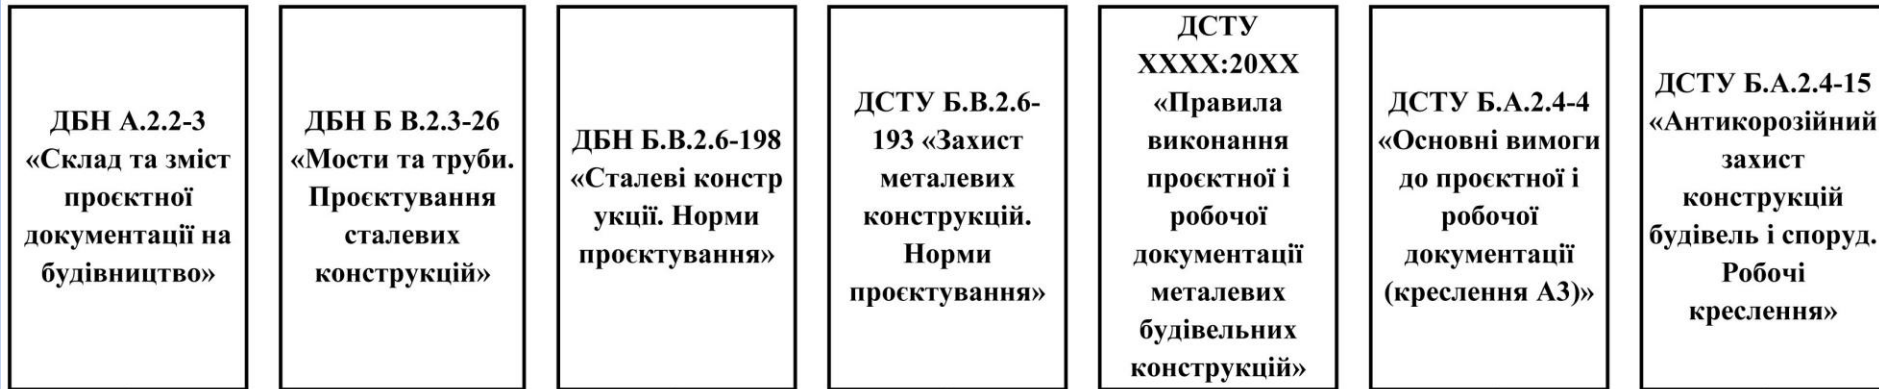 ДБН А.2.2-3
«Склад та зміст
проєктної
документації на
будівництво»
ДБН Б В.2.3-26
«Мости та труби.
Проєктування
сталевих
конструкцій»
ДБН Б.В.2.6-198
«Сталеві констр
укції. Норми
проєктування»
ДСТУ Б.В.2.6-
193 «Захист
металевих
конструкцій.
Норми
проєктування»
ДСТУ
ХХХХ:20ХХ
«Правила
виконання
проєктної і
робочої
документації
металевих
будівельних
конструкцій»
ДСТУ Б.А.2.4-4
«Основні вимоги
до проєктної і
робочої
документації
(креслення А3)»
ДСТУ Б.А.2.4-15
«Антикорозійний
захист
конструкцій
будівель і споруд.
Робочі
креслення»